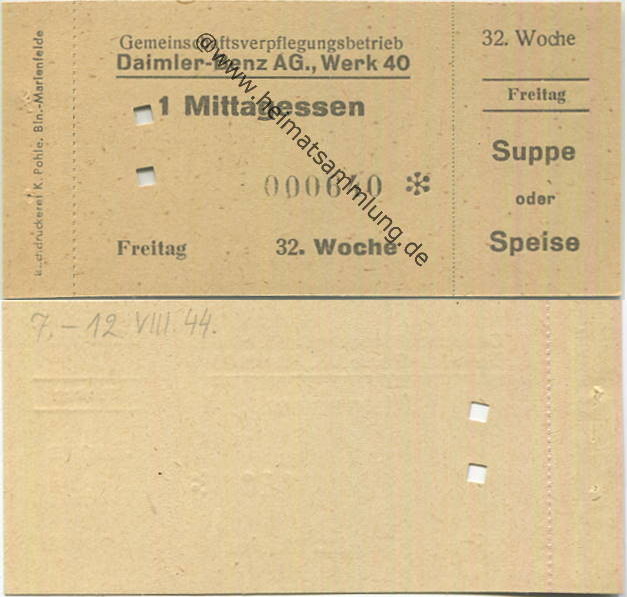 Buchdruckerei K. Pohle, Bln.-Marienfelde
Gemeinschaftsverpflegungsbetrieb
Daimler-Benz AG., Werk 40
1 Mittagessen
000640 *
Freitag 32. Woche
32. Woche
Freitag
Suppe
oder
Speise
@www.heimatsammlung.de
7.-12 VIII. 44.